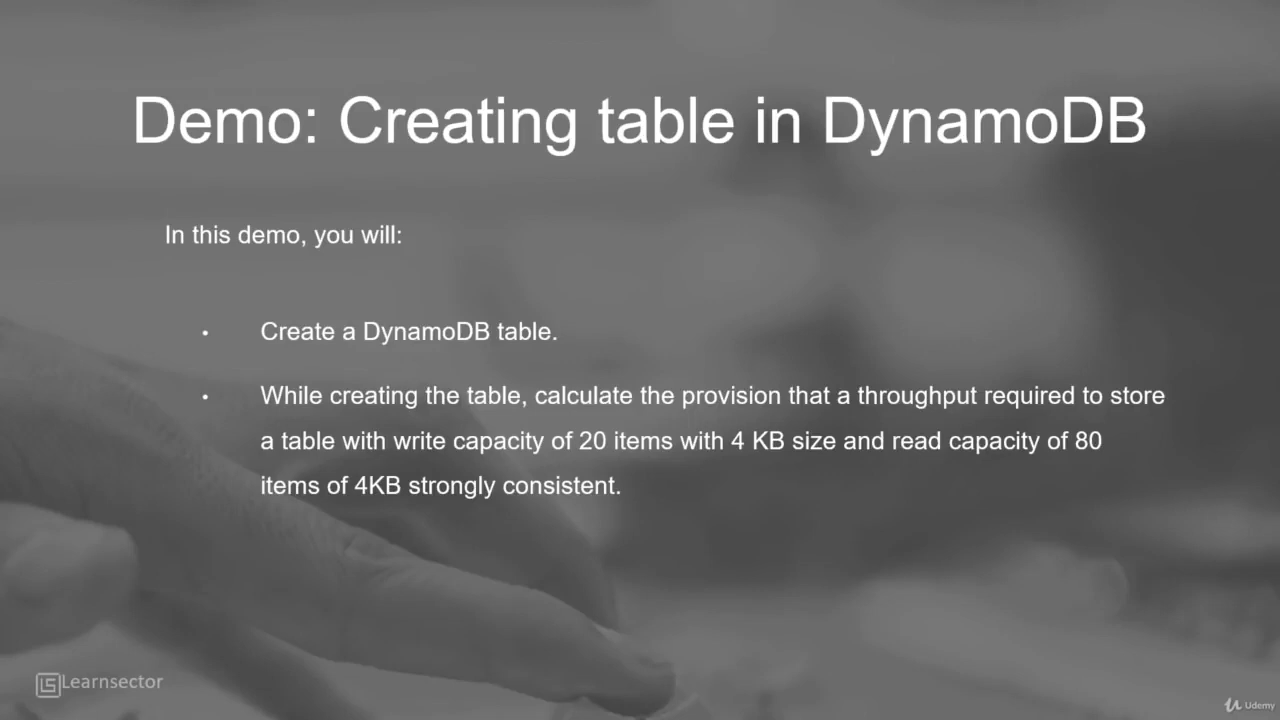 Demo: Creating table in DynamoDB
In this demo, you will:
• Create a DynamoDB table.
• While creating the table, calculate the provision that a throughput required to store
a table with write capacity of 20 items with 4 KB size and read capacity of 80
items of 4KB strongly consistent.
LS Learnsector
Udemy